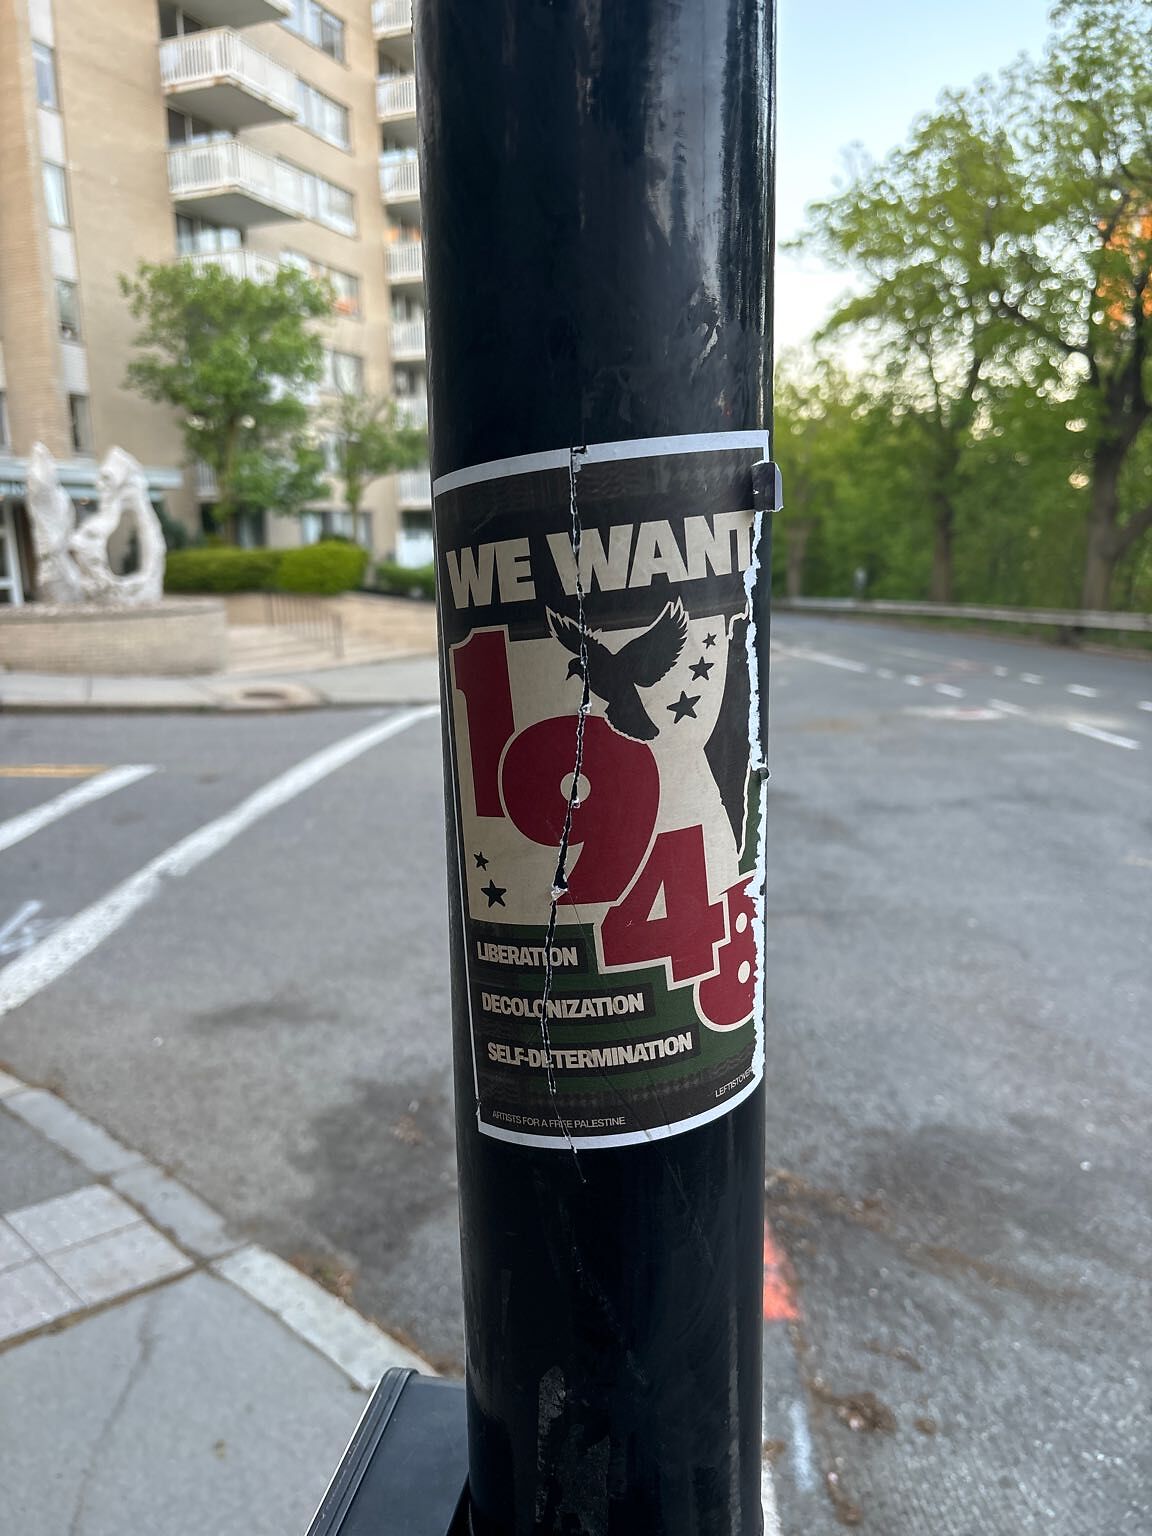 WE WANT
1948
LIBERATION
DECOLONIZATION
SELF-DETERMINATION
ARTISTS FOR A FREE PALESTINE